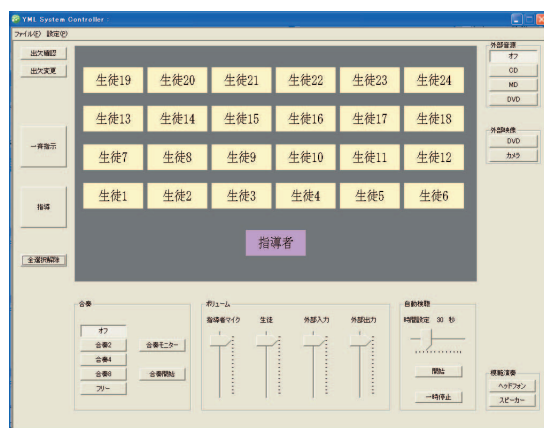 YML System Controller
ファイル(F) 設定(P)
出欠確認
出欠変更
一斉指示
指導
全選択解除
生徒19 生徒20 生徒21 生徒22 生徒23 生徒24
生徒13 生徒14 生徒15 生徒16 生徒17 生徒18
生徒7 生徒8 生徒9 生徒10 生徒11 生徒12
生徒1 生徒2 生徒3 生徒4 生徒5 生徒6
指導者
外部音源
オフ
CD
MD
DVD
外部映像
DVD
カメラ
合奏
オフ
合奏2 合奏モニター
合奏4
合奏8 合奏開始
フリー
ボリューム
指導者マイク 生徒 外部入力 外部出力
自動検聴
時間設定 30 秒
開始
一時停止
模範演奏
ヘッドフォン
スピーカー